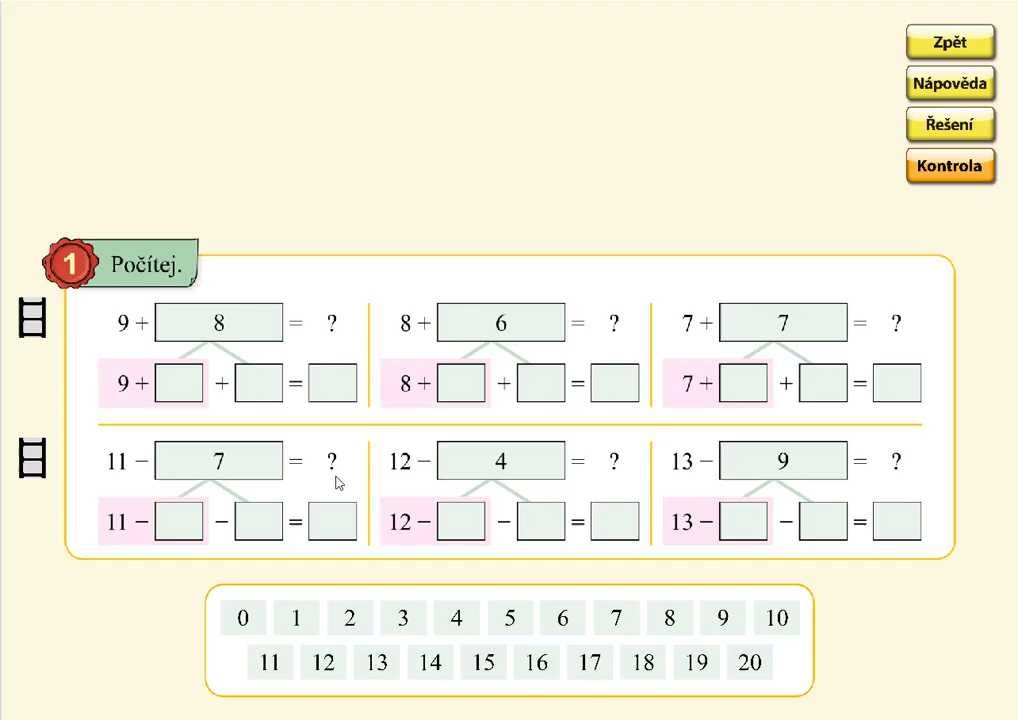 Zpět
Nápověda
Řešení
Kontrola
1 Počítej.
9 + 8 = ? 8 + 6 = ? 7 + 7 = ?
9 + + = 8 + + = 7 + + =
11 − 7 = ? 12 − 4 = ? 13 − 9 = ?
11 − − = 12 − − = 13 − − =
0 1 2 3 4 5 6 7 8 9 10
11 12 13 14 15 16 17 18 19 20